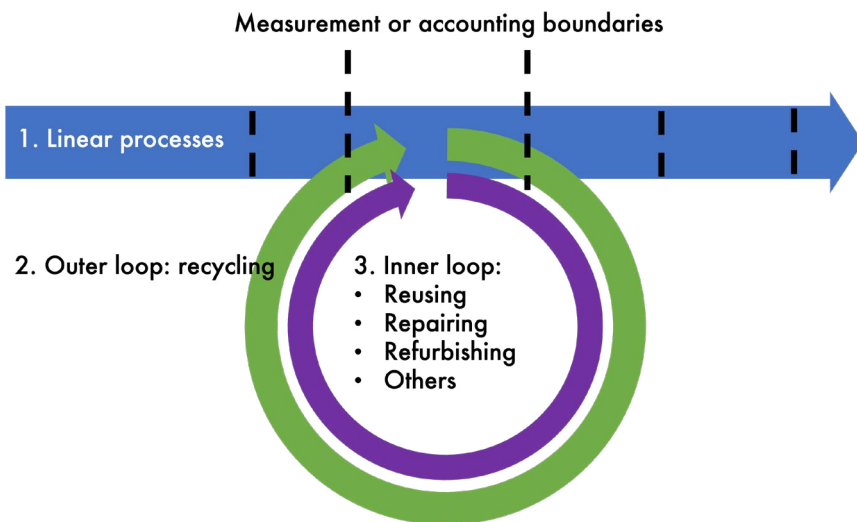 Measurement or accounting boundaries
1. Linear processes
2. Outer loop: recycling
3. Inner loop:
• Reusing
• Repairing
• Refurbishing
• Others